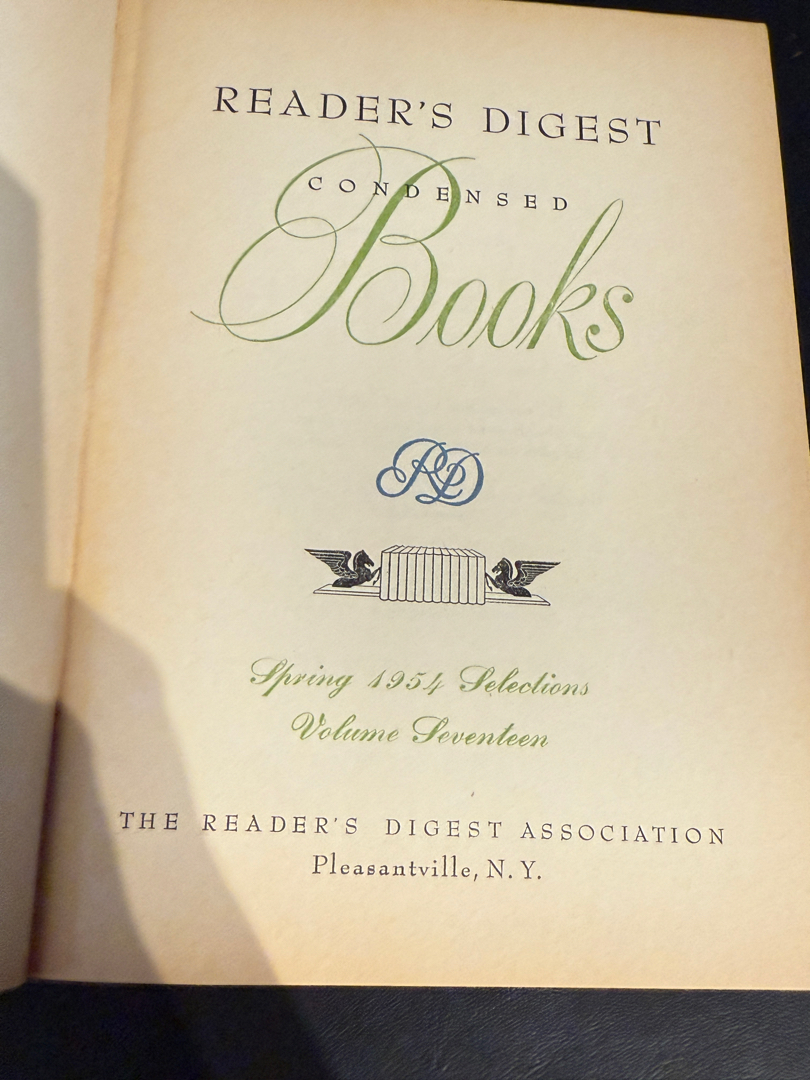 READER'S DIGEST
CONDENSED
Books
RD
Spring 1954 Selections
Volume Seventeen
THE READER'S DIGEST ASSOCIATION
Pleasantville, N. Y.